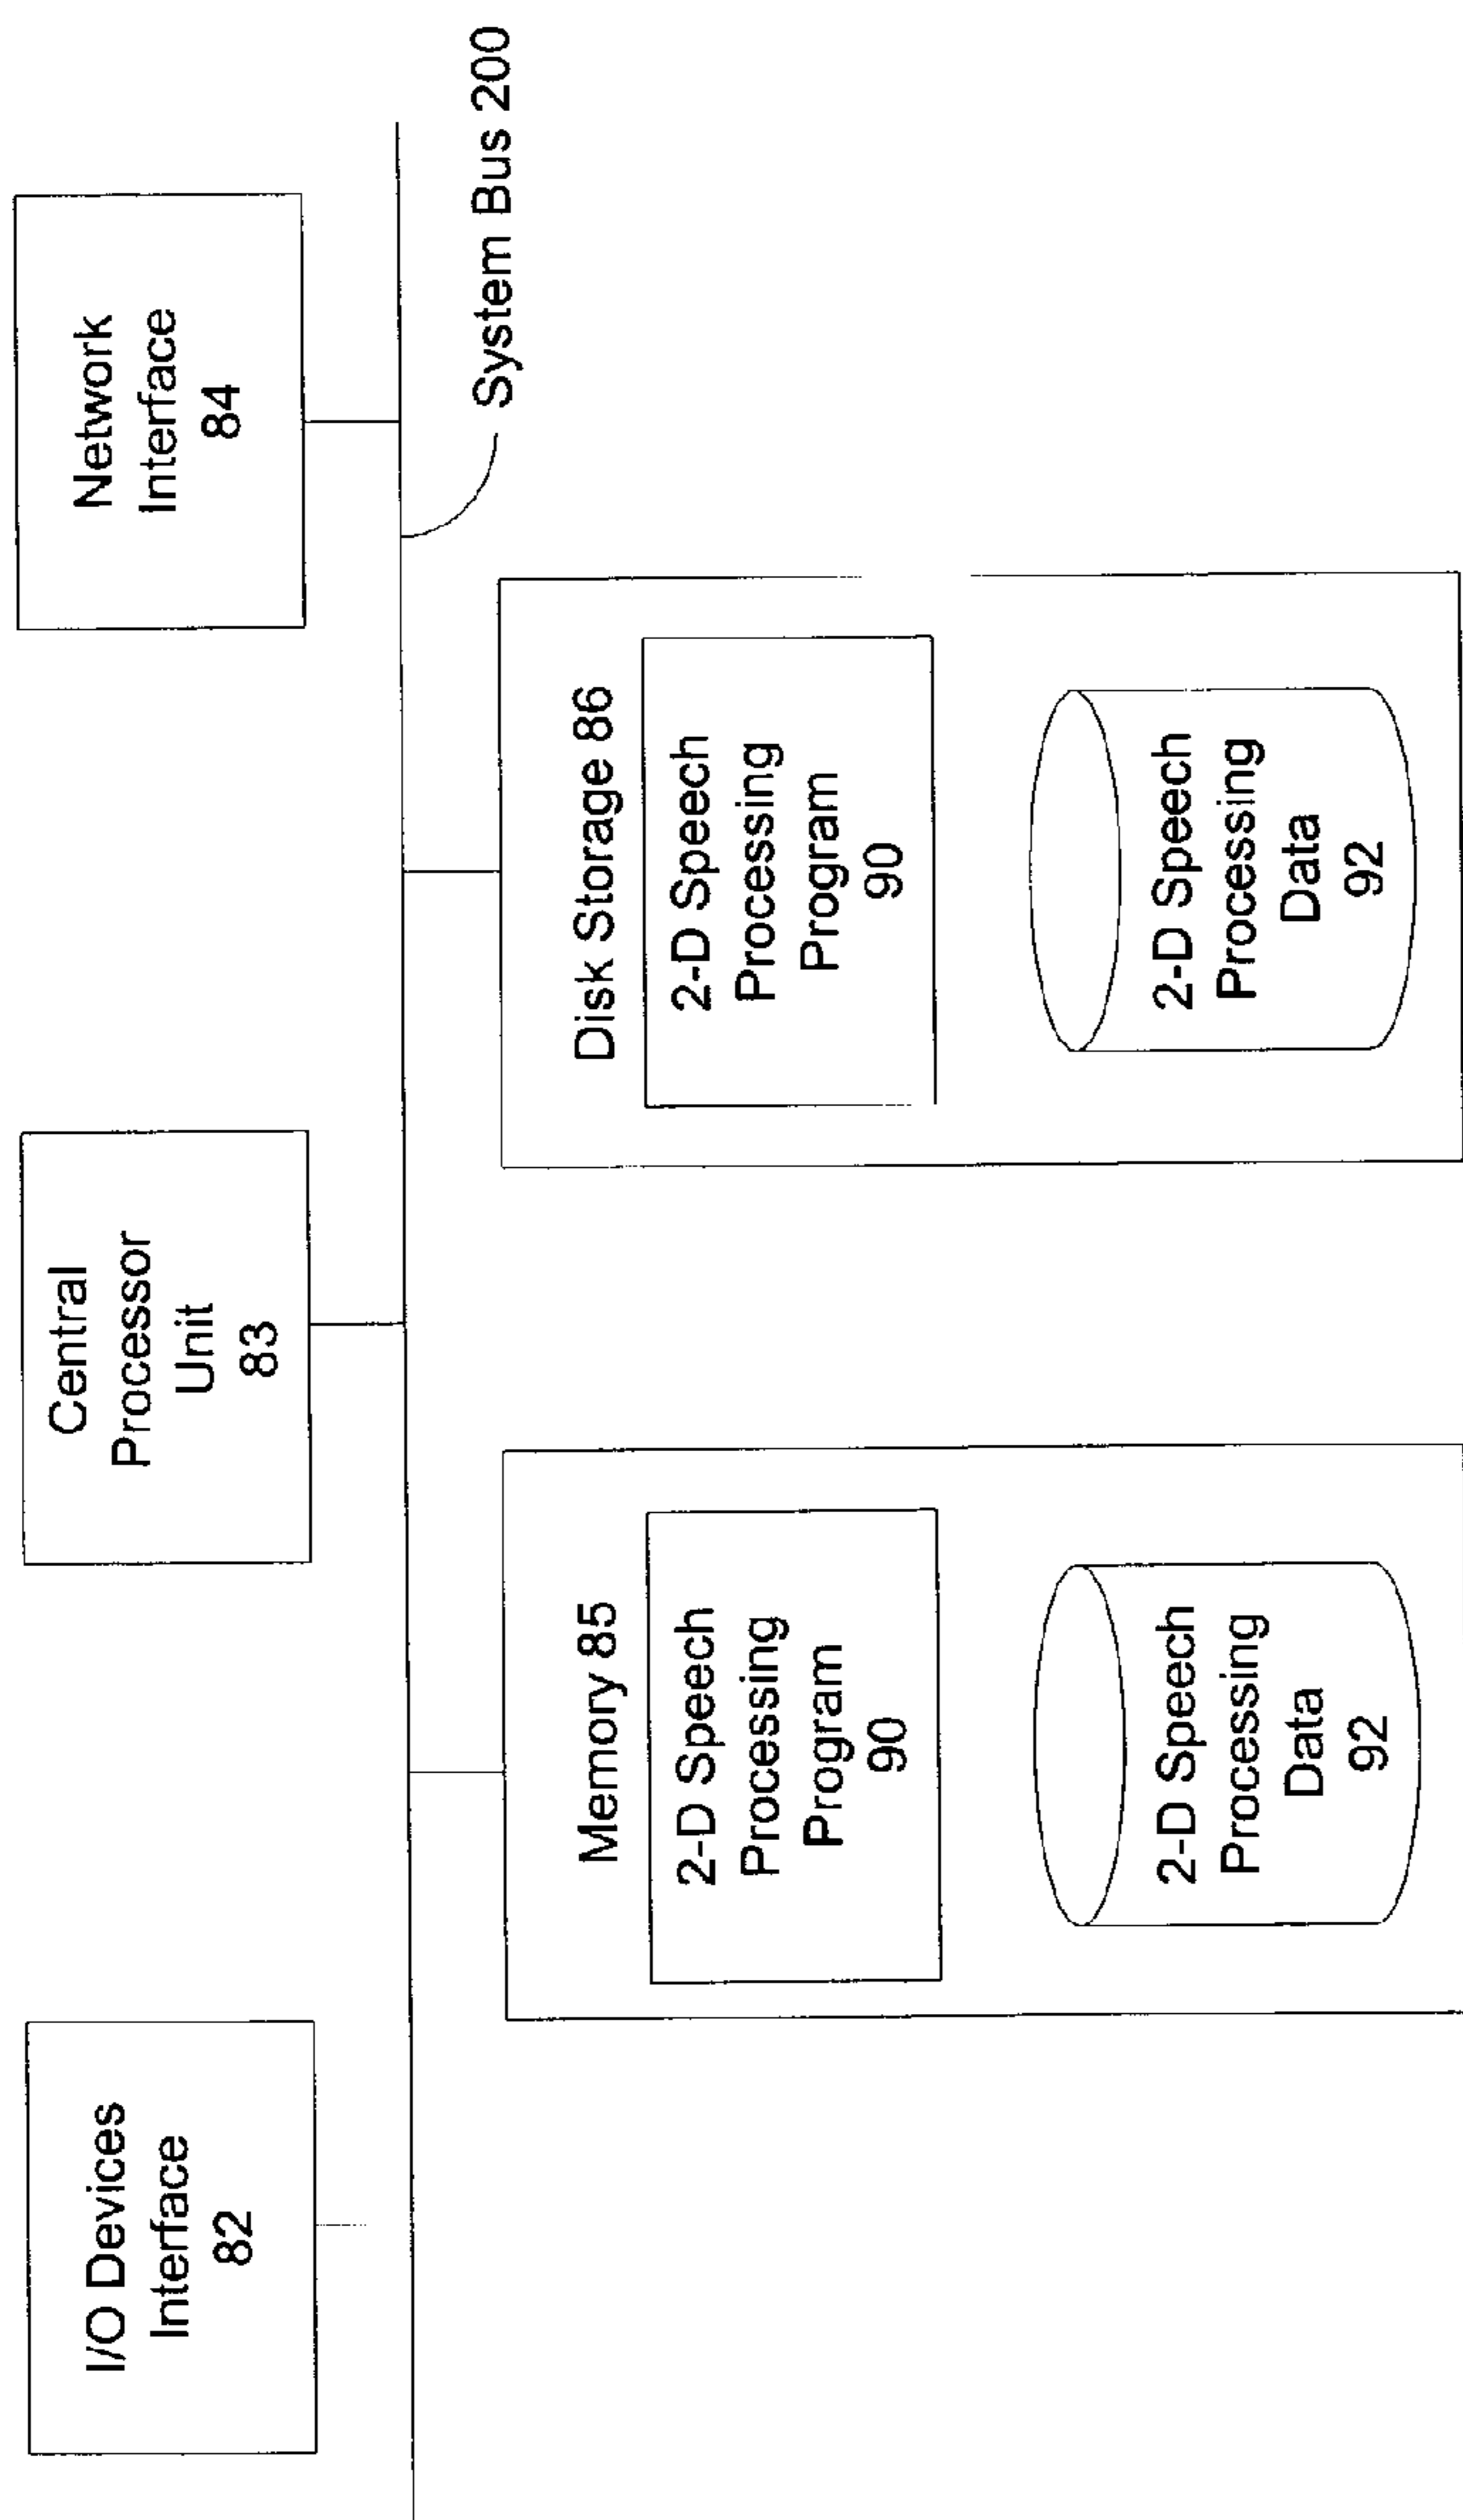 I/O Devices
Interface
82
Central
Processor
Unit
83
Network
Interface
84
System Bus 200
Memory 85
2-D Speech
Processing
Program
90
2-D Speech
Processing
Data
92
Disk Storage 86
2-D Speech
Processing
Program
90
2-D Speech
Processing
Data
92